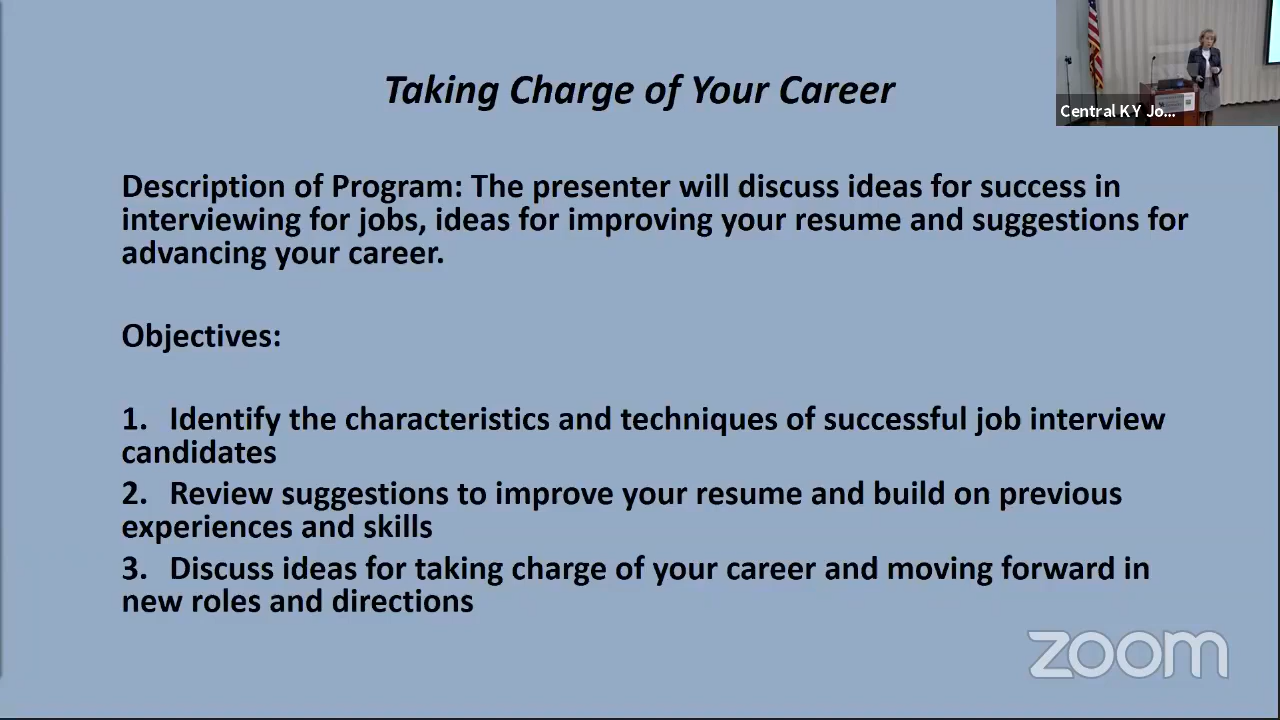 Taking Charge of Your Career
Central KY Jo...
Description of Program: The presenter will discuss ideas for success in
interviewing for jobs, ideas for improving your resume and suggestions for
advancing your career.
Objectives:
1. Identify the characteristics and techniques of successful job interview
candidates
2. Review suggestions to improve your resume and build on previous
experiences and skills
3. Discuss ideas for taking charge of your career and moving forward in
new roles and directions
zoom